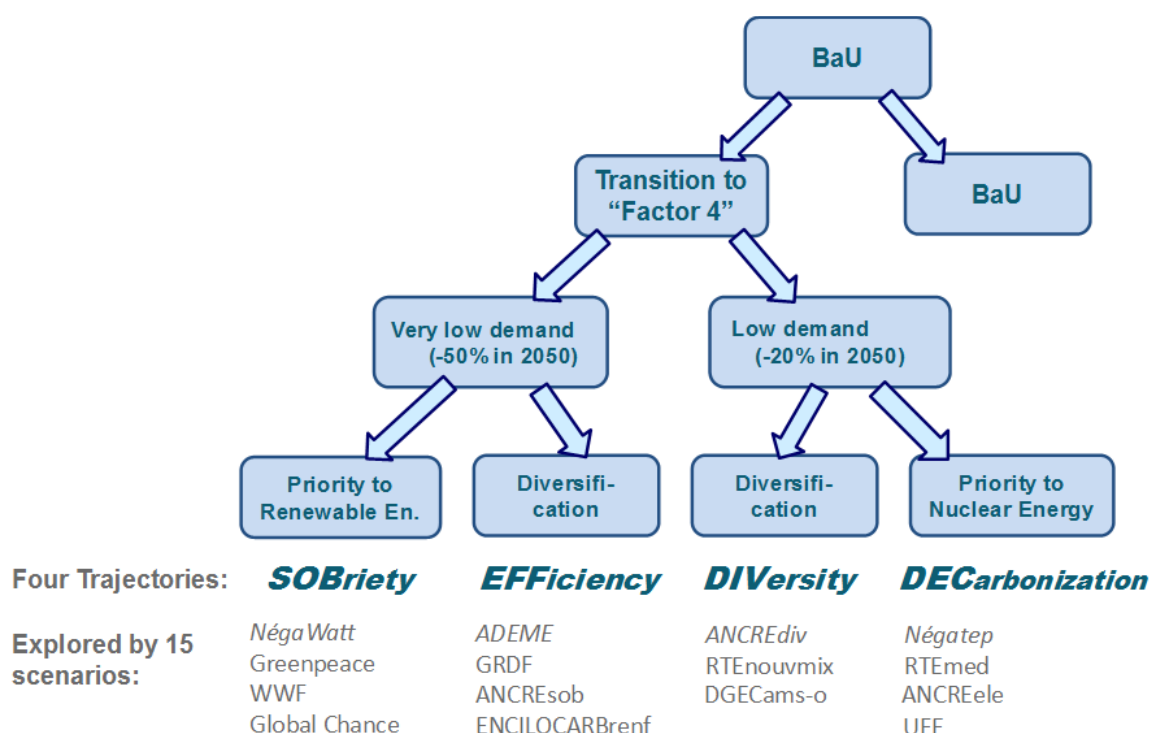 BaU
Transition to
“Factor 4”
BaU
Very low demand
(-50% in 2050)
Low demand
(-20% in 2050)
Priority to
Renewable En.
Diversifi-
cation
Diversifi-
cation
Priority to
Nuclear Energy
Four Trajectories: SOBriety EFFiciency DIVersity DECarbonization
Explored by 15
scenarios:
NégaWatt ADEME ANCREdiv Négatep
Greenpeace GRDF RTEnouvmix RTEmed
WWF ANCREsob DGECams-o ANCREele
Global Chance ENCILOCARBrenf